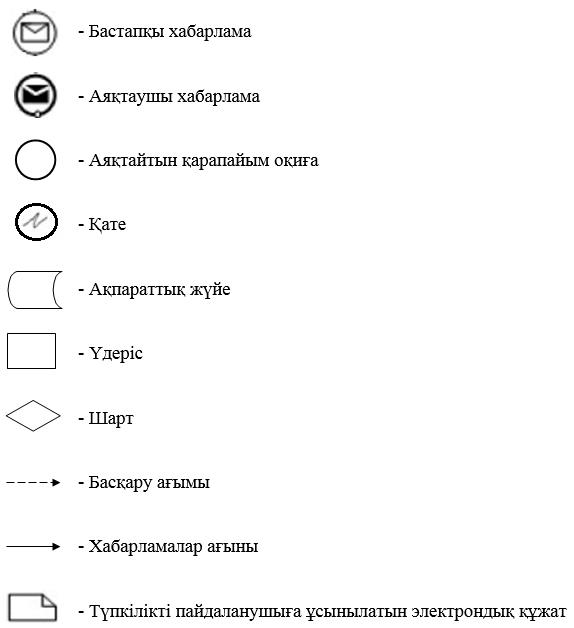 - Бастапқы хабарлама
- Аяқтаушы хабарлама
- Аяқтайтын қарапайым оқиға
- Қате
- Ақпараттық жүйе
- Үдеріс
- Шарт
- Басқару ағымы
- Хабарламалар ағыны
- Түпкілікті пайдаланушыға ұсынылатын электрондық құжат